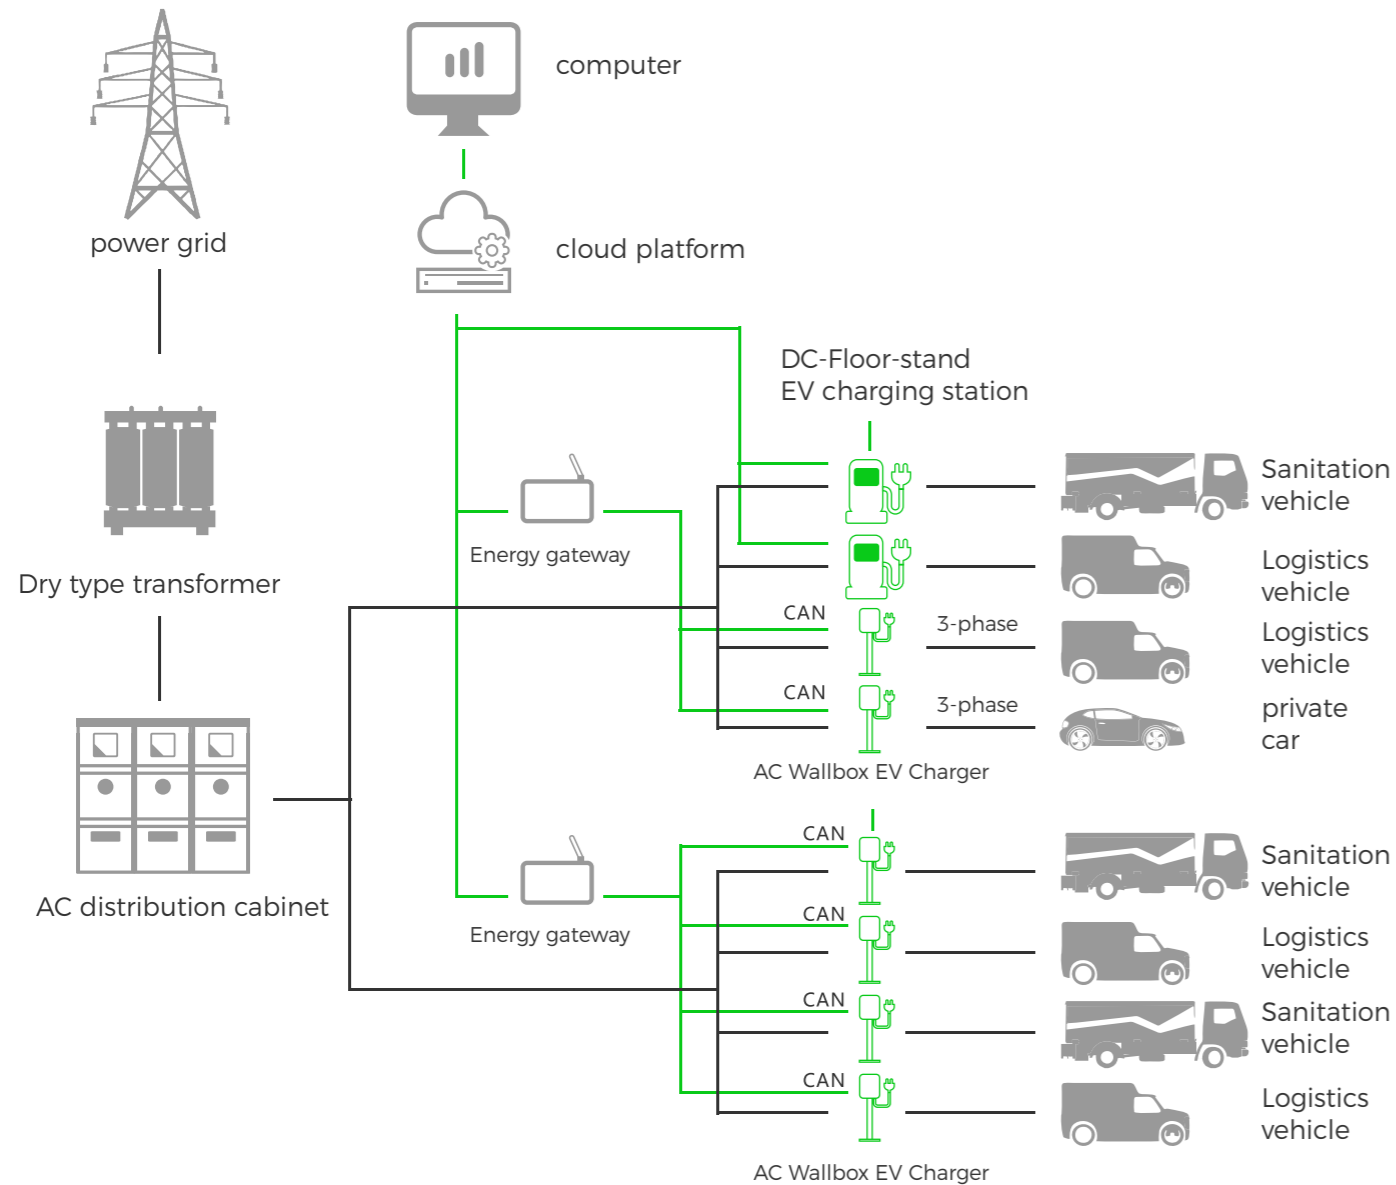 computer
power grid
cloud platform
DC-Floor-stand
EV charging station
Sanitation
vehicle
Energy gateway
Dry type transformer
Logistics
vehicle
CAN
3-phase
Logistics
vehicle
CAN
3-phase
private
car
AC Wallbox EV Charger
CAN
Sanitation
vehicle
AC distribution cabinet
Energy gateway
CAN
Logistics
vehicle
CAN
Sanitation
vehicle
CAN
Logistics
vehicle
AC Wallbox EV Charger